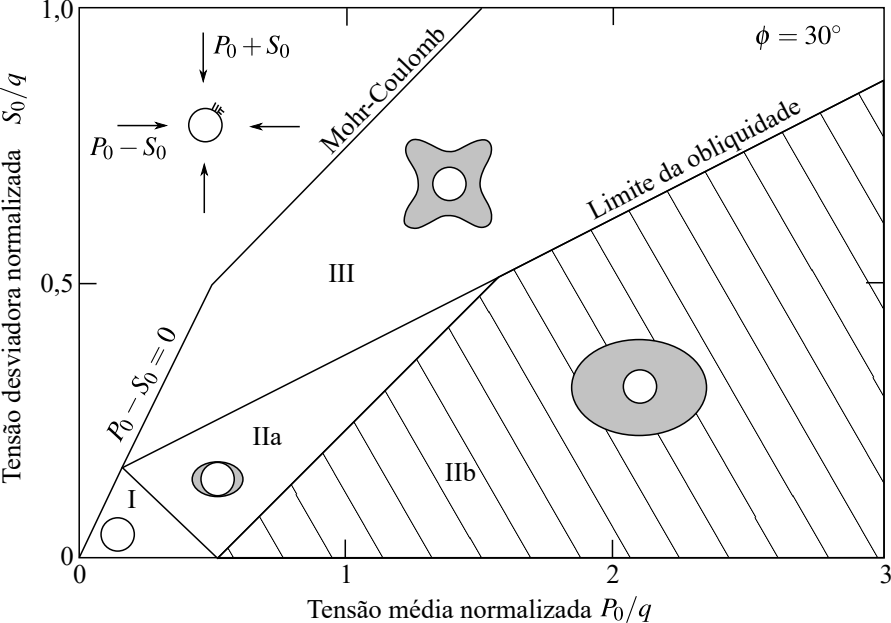 1,0
P₀ + S₀
P₀ − S₀
Mohr-Coulomb
ϕ = 30°
Limite da obliquidade
III
0,5
P₀ − S₀ = 0
IIa
IIb
I
0
0
1
2
3
Tensão desviadora normalizada S₀/q
Tensão média normalizada P₀/q